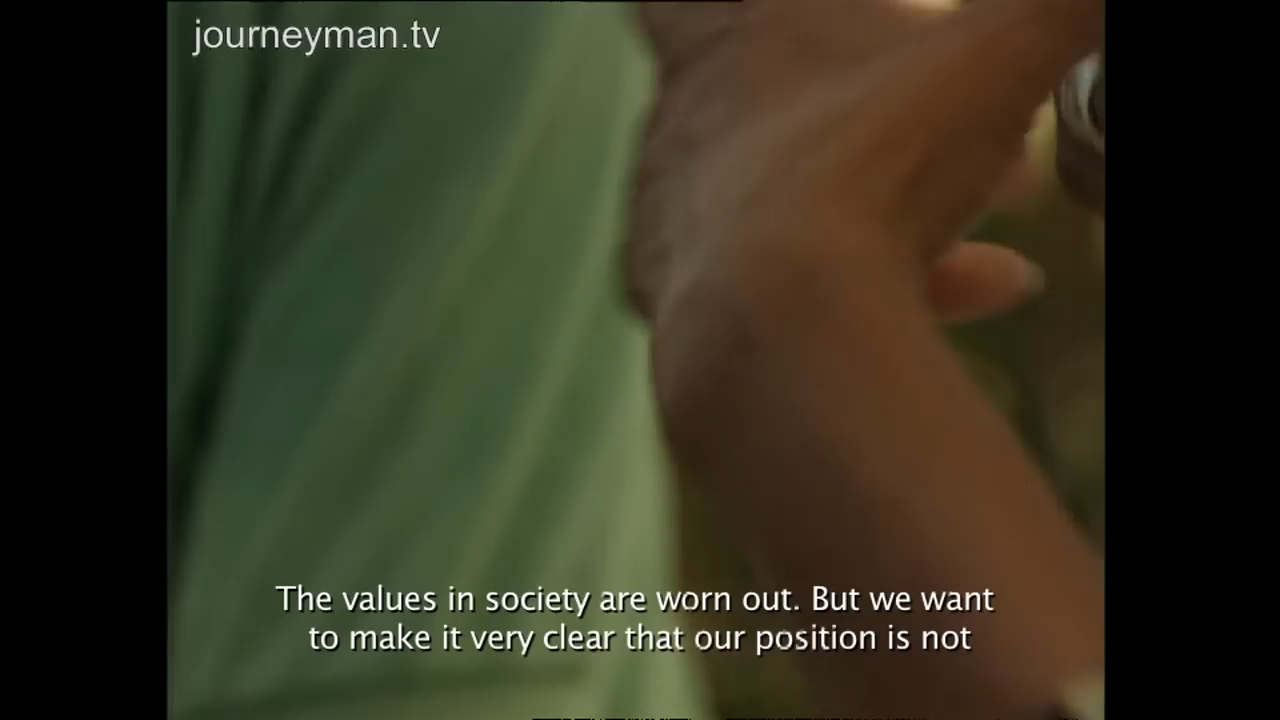 journeyman.tv
The values in society are worn out. But we want
to make it very clear that our position is not